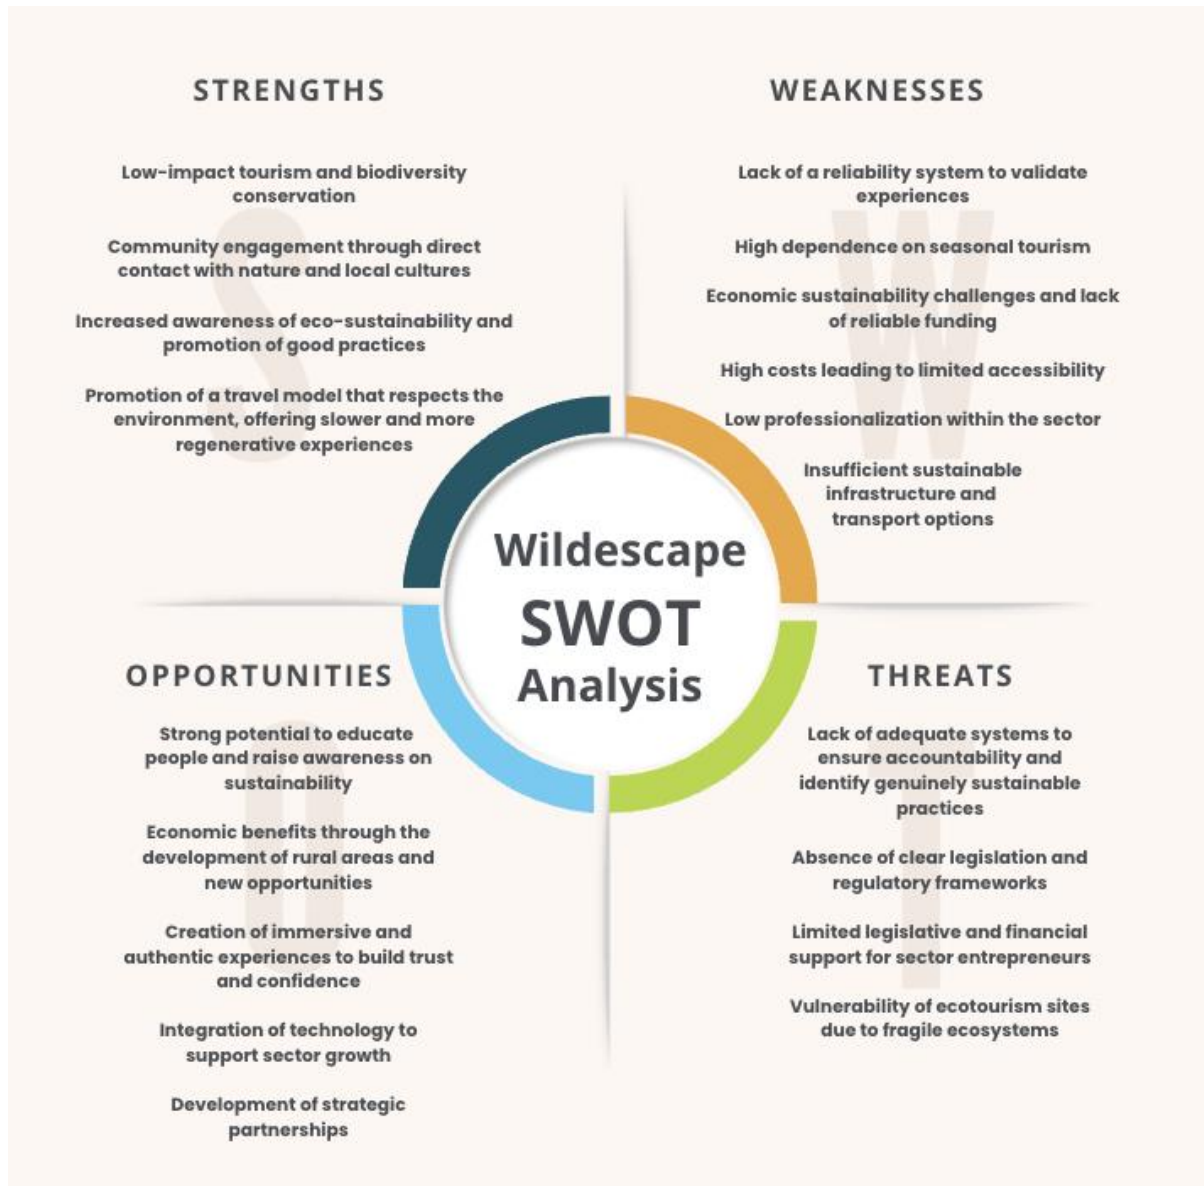 STRENGTHS
Low-impact tourism and biodiversity
conservation
Community engagement through direct
contact with nature and local cultures
Increased awareness of eco-sustainability and
promotion of good practices
Promotion of a travel model that respects the
environment, offering slower and more
regenerative experiences
WEAKNESSES
Lack of a reliability system to validate
experiences
High dependence on seasonal tourism
Economic sustainability challenges and lack
of reliable funding
High costs leading to limited accessibility
Low professionalization within the sector
Insufficient sustainable
infrastructure and
transport options
Wildescape
SWOT
Analysis
OPPORTUNITIES
Strong potential to educate
people and raise awareness on
sustainability
Economic benefits through the
development of rural areas and
new opportunities
Creation of immersive and
authentic experiences to build trust
and confidence
Integration of technology to
support sector growth
Development of strategic
partnerships
THREATS
Lack of adequate systems to
ensure accountability and
identify genuinely sustainable
practices
Absence of clear legislation and
regulatory frameworks
Limited legislative and financial
support for sector entrepreneurs
Vulnerability of ecotourism sites
due to fragile ecosystems
S
W
O
T